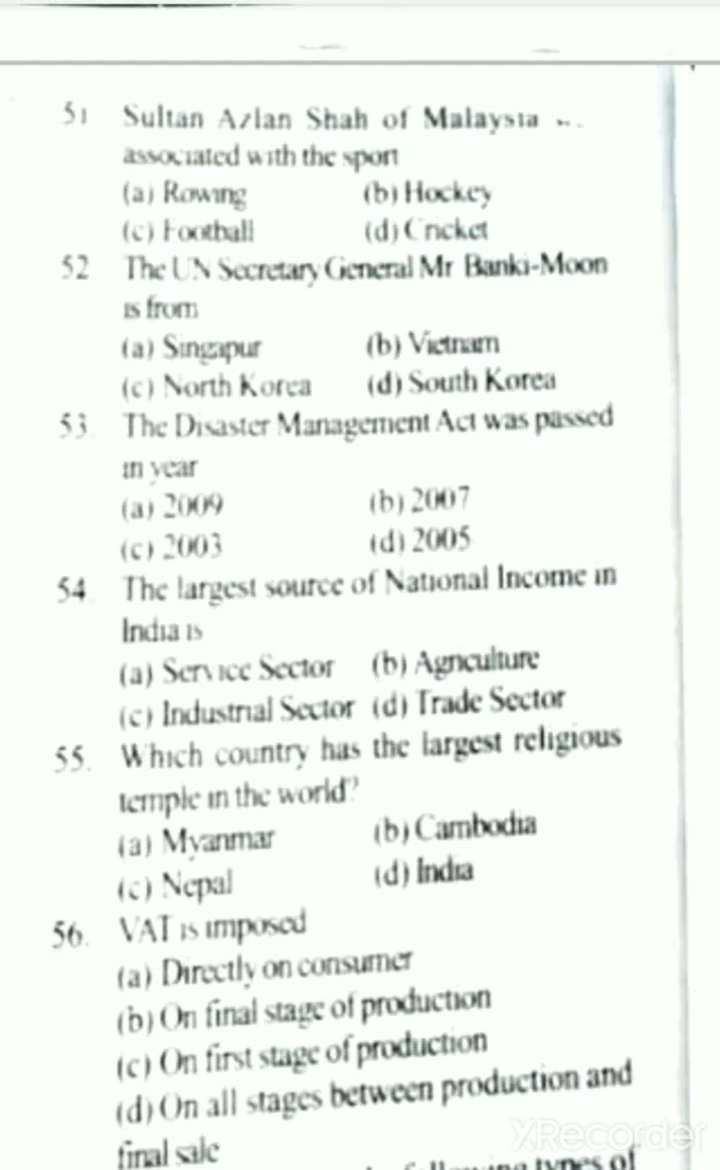 51 Sultan Azlan Shah of Malaysia
associated with the sport
(a) Rowing (b) Hockey
(c) Football (d) Cricket
52 The UN Secretary General Mr Banki-Moon
is from
(a) Singapur (b) Vietnam
(c) North Korea (d) South Korea
53. The Disaster Management Act was passed
in year
(a) 2009 (b) 2007
(c) 2003 (d) 2005
54. The largest source of National Income in
India is
(a) Service Sector (b) Agriculture
(c) Industrial Sector (d) Trade Sector
55. Which country has the largest religious
temple in the world?
(a) Myanmar (b) Cambodia
(c) Nepal (d) India
56. VAT is imposed
(a) Directly on consumer
(b) On final stage of production
(c) On first stage of production
(d) On all stages between production and
final sale
types of
XRecorder